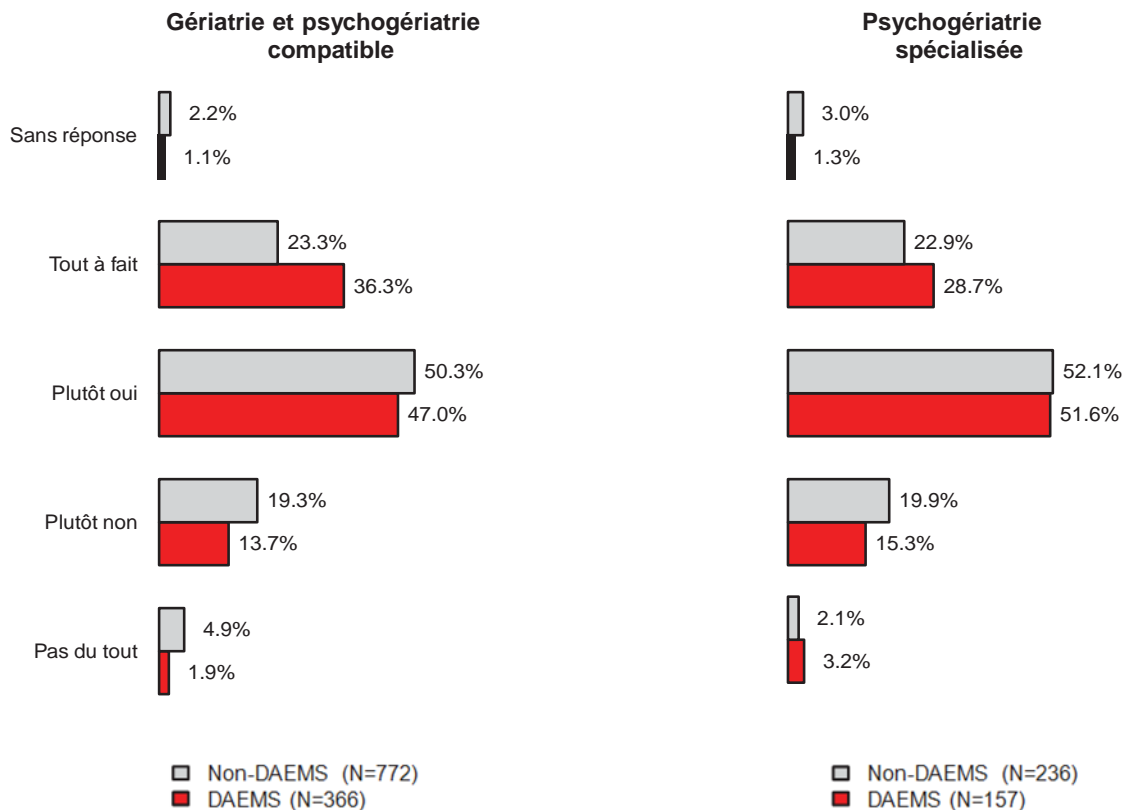 Gériatrie et psychogériatrie
compatible
Psychogériatrie
spécialisée
Sans réponse
2.2%
1.1%
3.0%
1.3%
Tout à fait
23.3%
36.3%
22.9%
28.7%
Plutôt oui
50.3%
47.0%
52.1%
51.6%
Plutôt non
19.3%
13.7%
19.9%
15.3%
Pas du tout
4.9%
1.9%
2.1%
3.2%
Non-DAEMS (N=772)
DAEMS (N=366)
Non-DAEMS (N=236)
DAEMS (N=157)